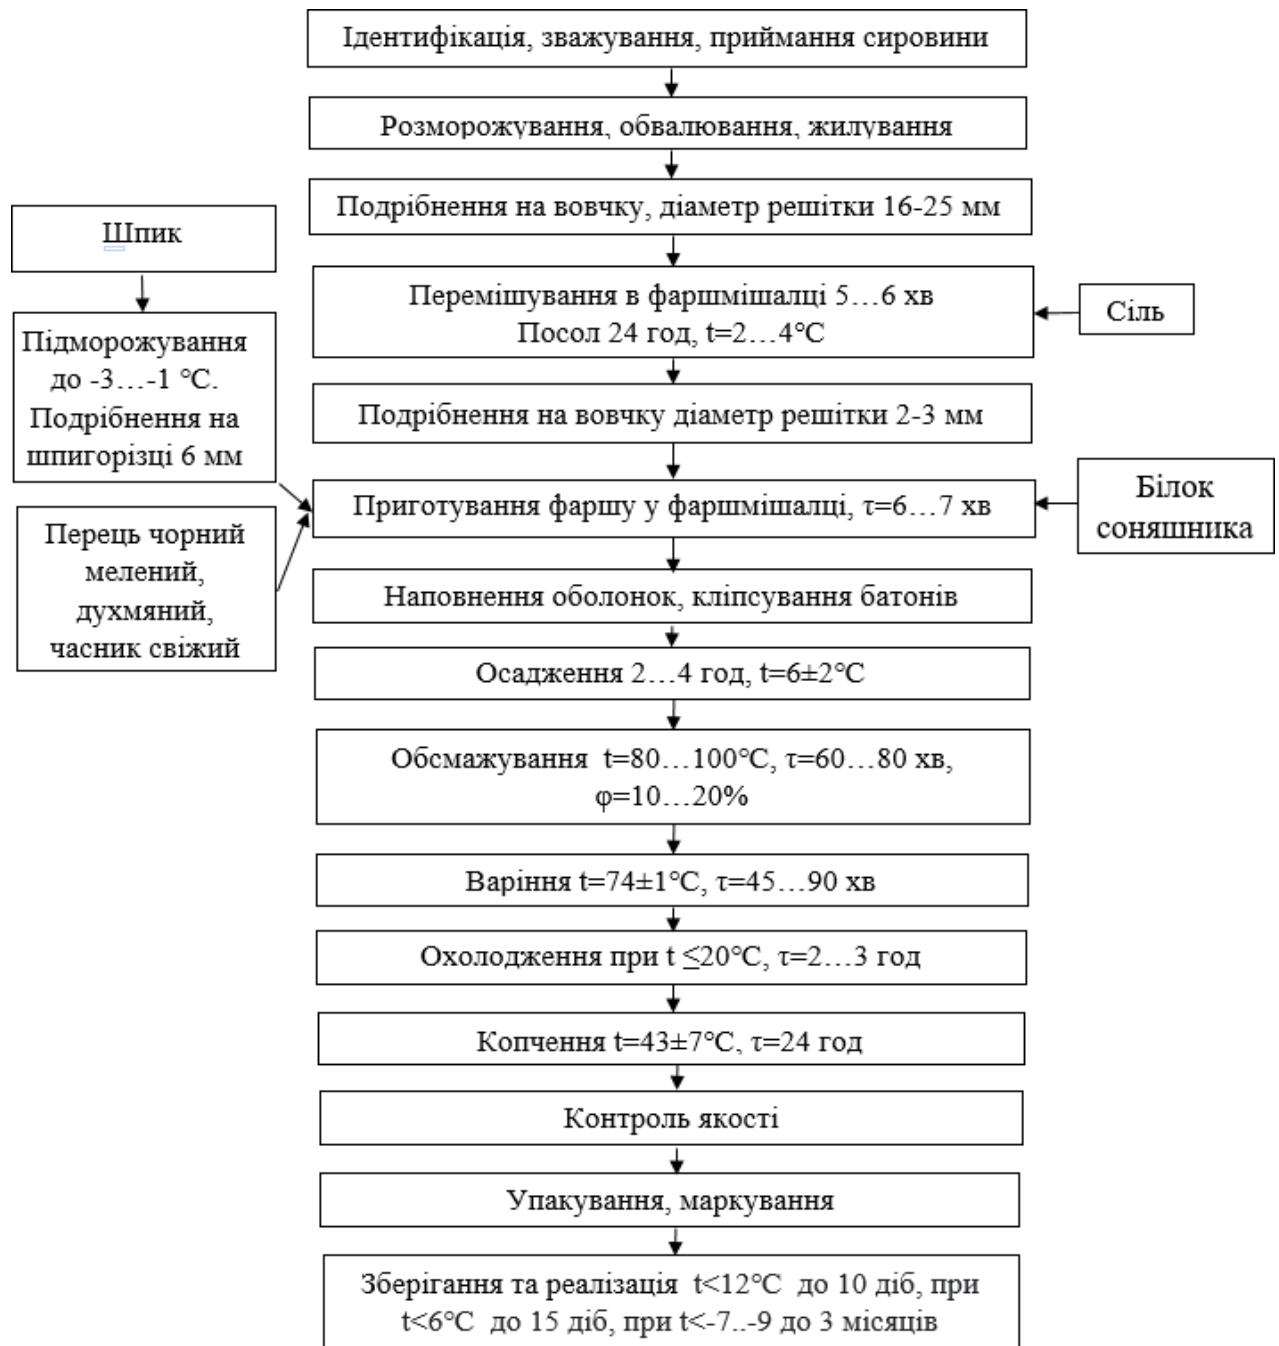 Ідентифікація, зважування, приймання сировини
Розморожування, обвалювання, жилування
Подрібнення на вовчку, діаметр решітки 16-25 мм
Шпик
Перемішування в фаршмішалці 5…6 хв
Посол 24 год, t=2…4°С
Сіль
Підморожування
до -3…-1 °С.
Подрібнення на
шпигорізці 6 мм
Подрібнення на вовчку діаметр решітки 2-3 мм
Приготування фаршу у фаршмішалці, τ=6…7 хв
Білок
соняшника
Перець чорний
мелений,
духмяний,
часник свіжий
Наповнення оболонок, кліпсування батонів
Осадження 2…4 год, t=6±2°С
Обсмажування t=80…100°С, τ=60…80 хв,
φ=10…20%
Варіння t=74±1°С, τ=45…90 хв
Охолодження при t ≤20°С, τ=2…3 год
Копчення t=43±7°С, τ=24 год
Контроль якості
Упакування, маркування
Зберігання та реалізація t<12°С до 10 діб, при
t<6°С до 15 діб, при t<-7..-9 до 3 місяців